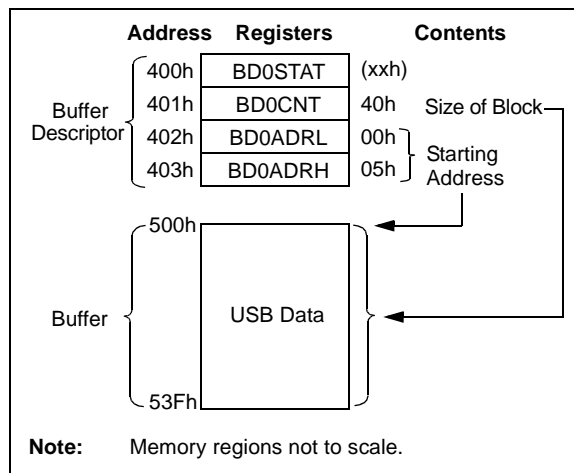 Address Registers Contents
400h BD0STAT (xxh)
401h BD0CNT 40h Size of Block
Buffer Descriptor
402h BD0ADRL 00h
403h BD0ADRH 05h
Starting Address
500h
Buffer
USB Data
53Fh
Note: Memory regions not to scale.